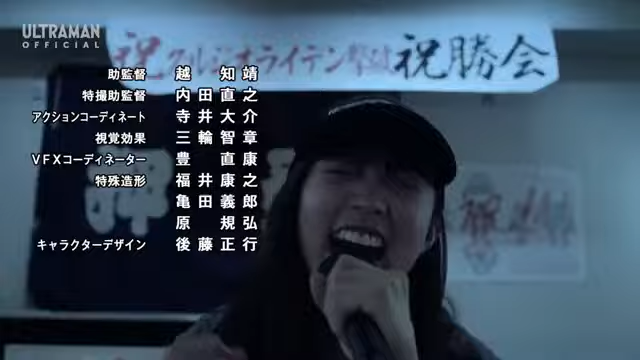 ULTRAMAN
OFFICIAL
祝 祝勝会
助監督 越 知靖
特撮助監督 内田直之
アクションコーディネート 寺井大介
視覚効果 三輪智章
VFXコーディネーター 豊 直康
特殊造形 福井康之
亀田義郎
原 規弘
キャラクターデザイン 後藤正行